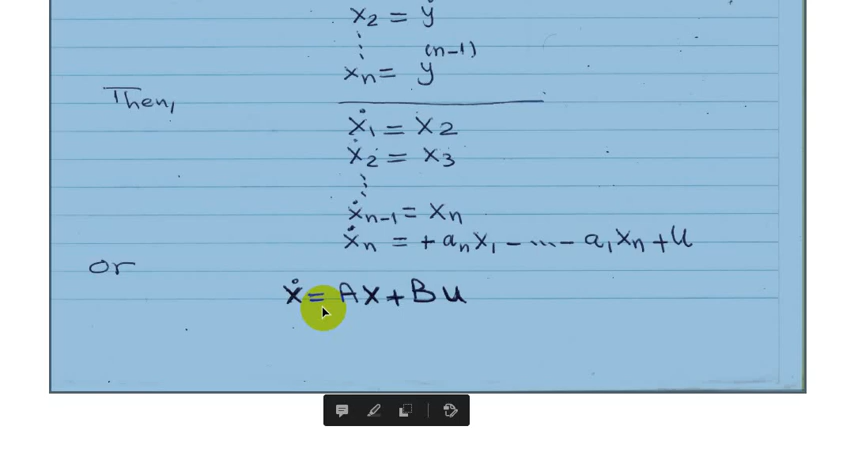 x₂ = ẏ
⋮
xₙ = y⁽ⁿ⁻¹⁾
Then,
ẋ₁ = x₂
ẋ₂ = x₃
⋮
ẋₙ₋₁ = xₙ
ẋₙ = + aₙx₁ - ... - a₁xₙ + u
or
ẋ = Ax + Bu